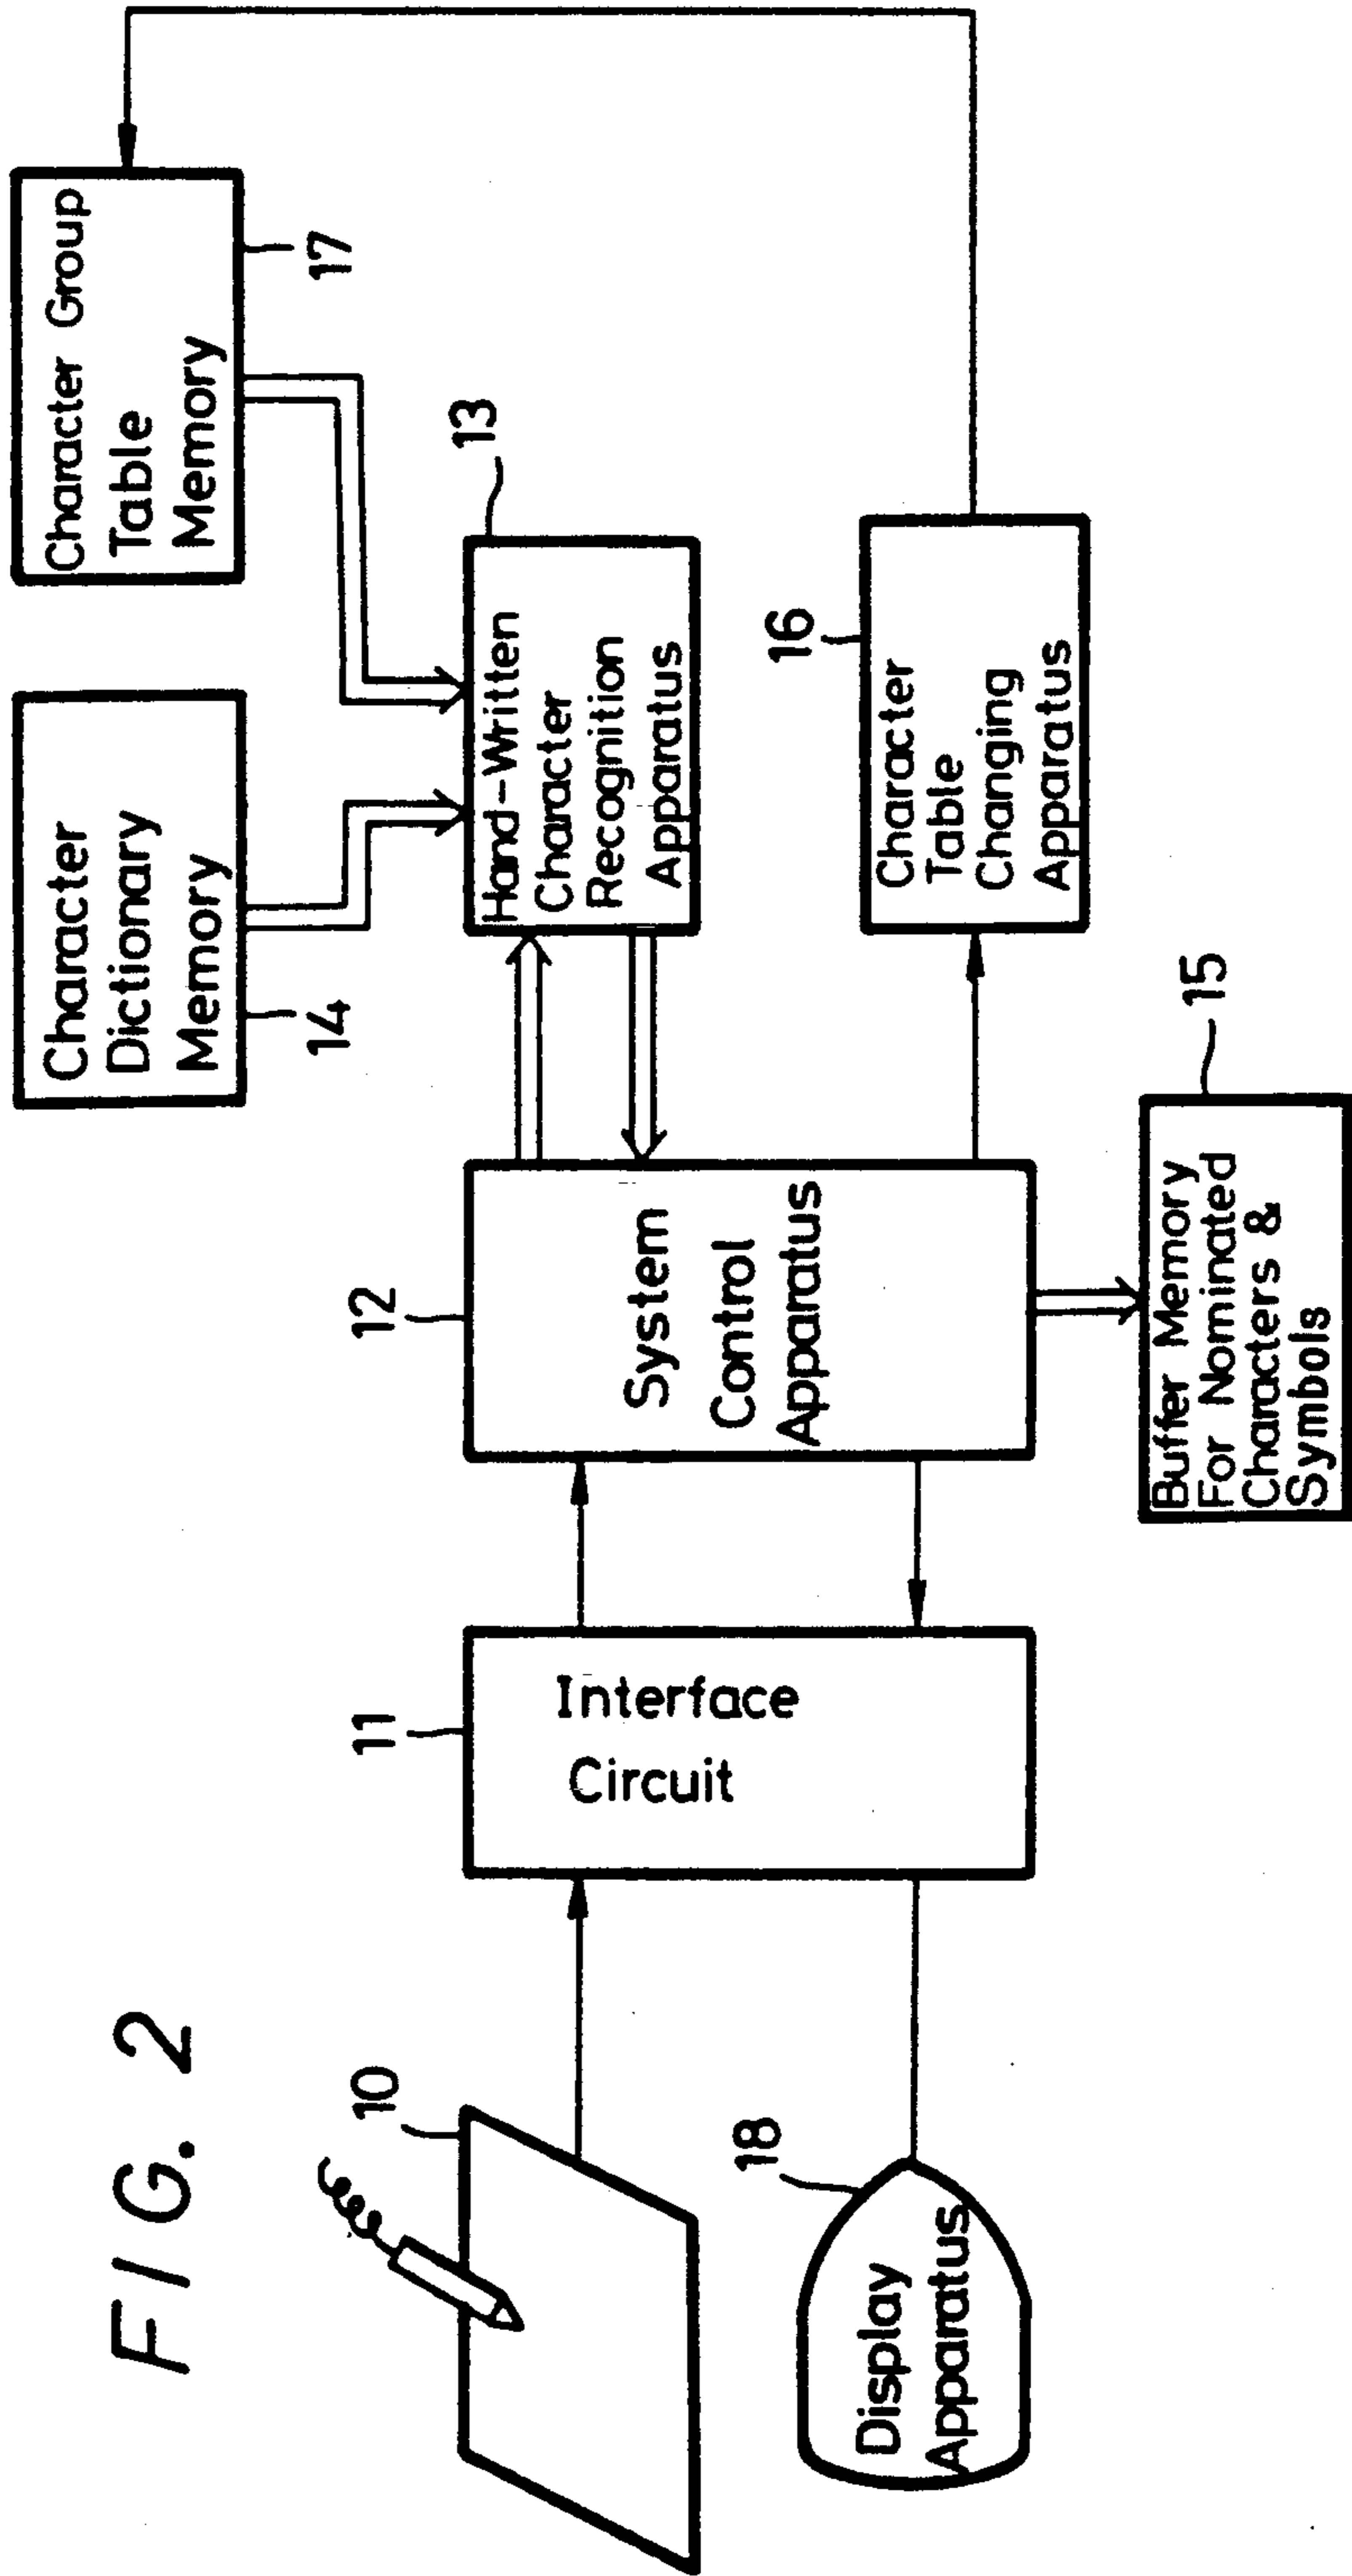 FIG. 2
10
11
Interface
Circuit
12
System
Control
Apparatus
13
Hand-Written
Character
Recognition
Apparatus
14
Character
Dictionary
Memory
17
Character Group
Table
Memory
16
Character
Table
Changing
Apparatus
15
Buffer Memory
For Nominated
Characters &
Symbols
18
Display
Apparatus